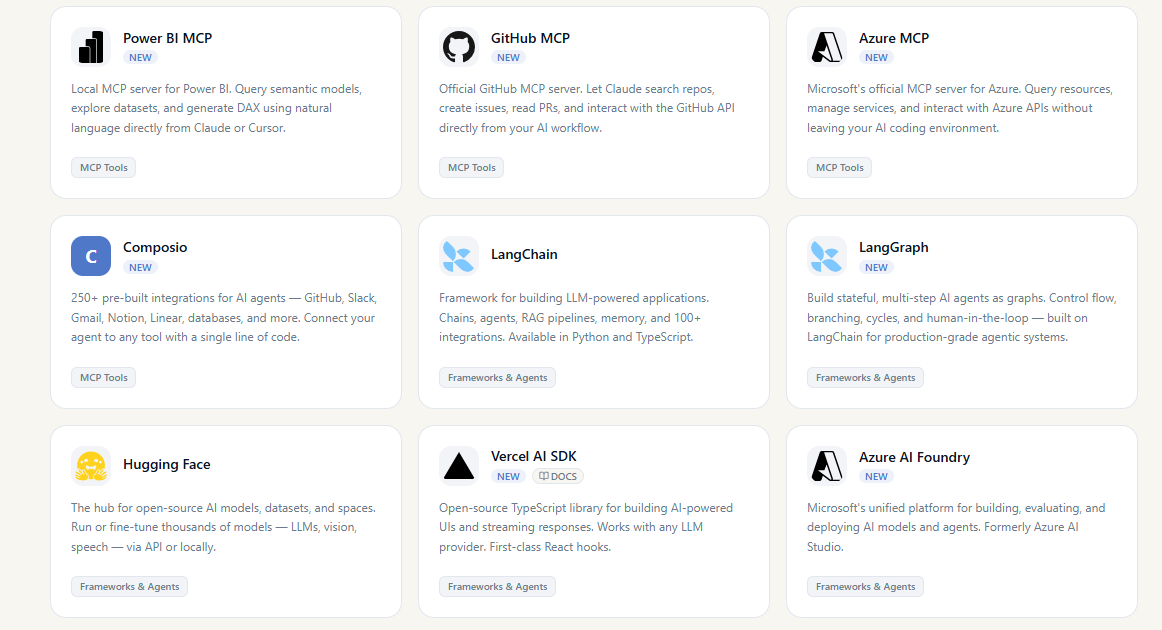 Power BI MCP
NEW
Local MCP server for Power BI. Query semantic models,
explore datasets, and generate DAX using natural
language directly from Claude or Cursor.
MCP Tools
GitHub MCP
NEW
Official GitHub MCP server. Let Claude search repos,
create issues, read PRs, and interact with the GitHub API
directly from your AI workflow.
MCP Tools
Azure MCP
NEW
Microsoft's official MCP server for Azure. Query resources,
manage services, and interact with Azure APIs without
leaving your AI coding environment.
MCP Tools
C
Composio
NEW
250+ pre-built integrations for AI agents — GitHub, Slack,
Gmail, Notion, Linear, databases, and more. Connect your
agent to any tool with a single line of code.
MCP Tools
LangChain
Framework for building LLM-powered applications.
Chains, agents, RAG pipelines, memory, and 100+
integrations. Available in Python and TypeScript.
Frameworks & Agents
LangGraph
NEW
Build stateful, multi-step AI agents as graphs. Control flow,
branching, cycles, and human-in-the-loop — built on
LangChain for production-grade agentic systems.
Frameworks & Agents
Hugging Face
The hub for open-source AI models, datasets, and spaces.
Run or fine-tune thousands of models — LLMs, vision,
speech — via API or locally.
Frameworks & Agents
Vercel AI SDK
NEW DOCS
Open-source TypeScript library for building AI-powered
UIs and streaming responses. Works with any LLM
provider. First-class React hooks.
Frameworks & Agents
Azure AI Foundry
NEW
Microsoft's unified platform for building, evaluating, and
deploying AI models and agents. Formerly Azure AI
Studio.
Frameworks & Agents